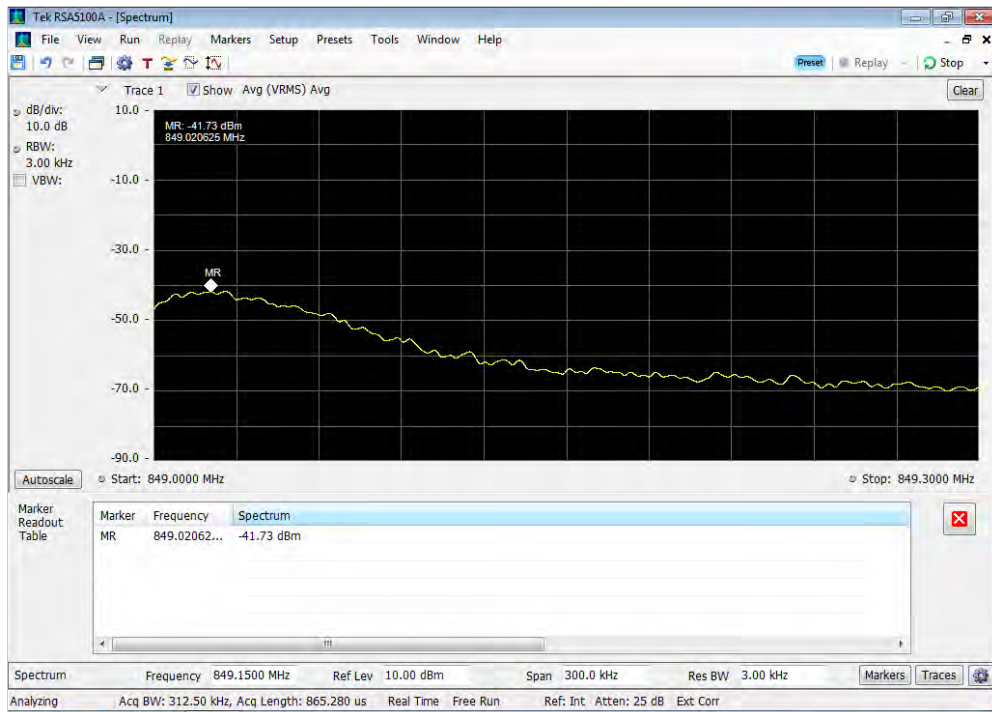 Tek RSA5100A - [Spectrum]
File View Run Replay Markers Setup Presets Tools Window Help
T Preset Replay Stop
Trace 1 Show Avg (VRMS) Avg Clear
dB/div:
10.0 dB
RBW:
3.00 kHz
VBW:
10.0
-10.0
-30.0
-50.0
-70.0
-90.0
MR: -41.73 dBm
849.020625 MHz
MR
Autoscale Start: 849.0000 MHz Stop: 849.3000 MHz
Marker
Readout
Table
Marker Frequency Spectrum
MR 849.02062... -41.73 dBm
Spectrum Frequency 849.1500 MHz Ref Lev 10.00 dBm Span 300.0 kHz Res BW 3.00 kHz Markers Traces
Analyzing Acq BW: 312.50 kHz, Acq Length: 865.280 us Real Time Free Run Ref: Int Atten: 25 dB Ext Corr